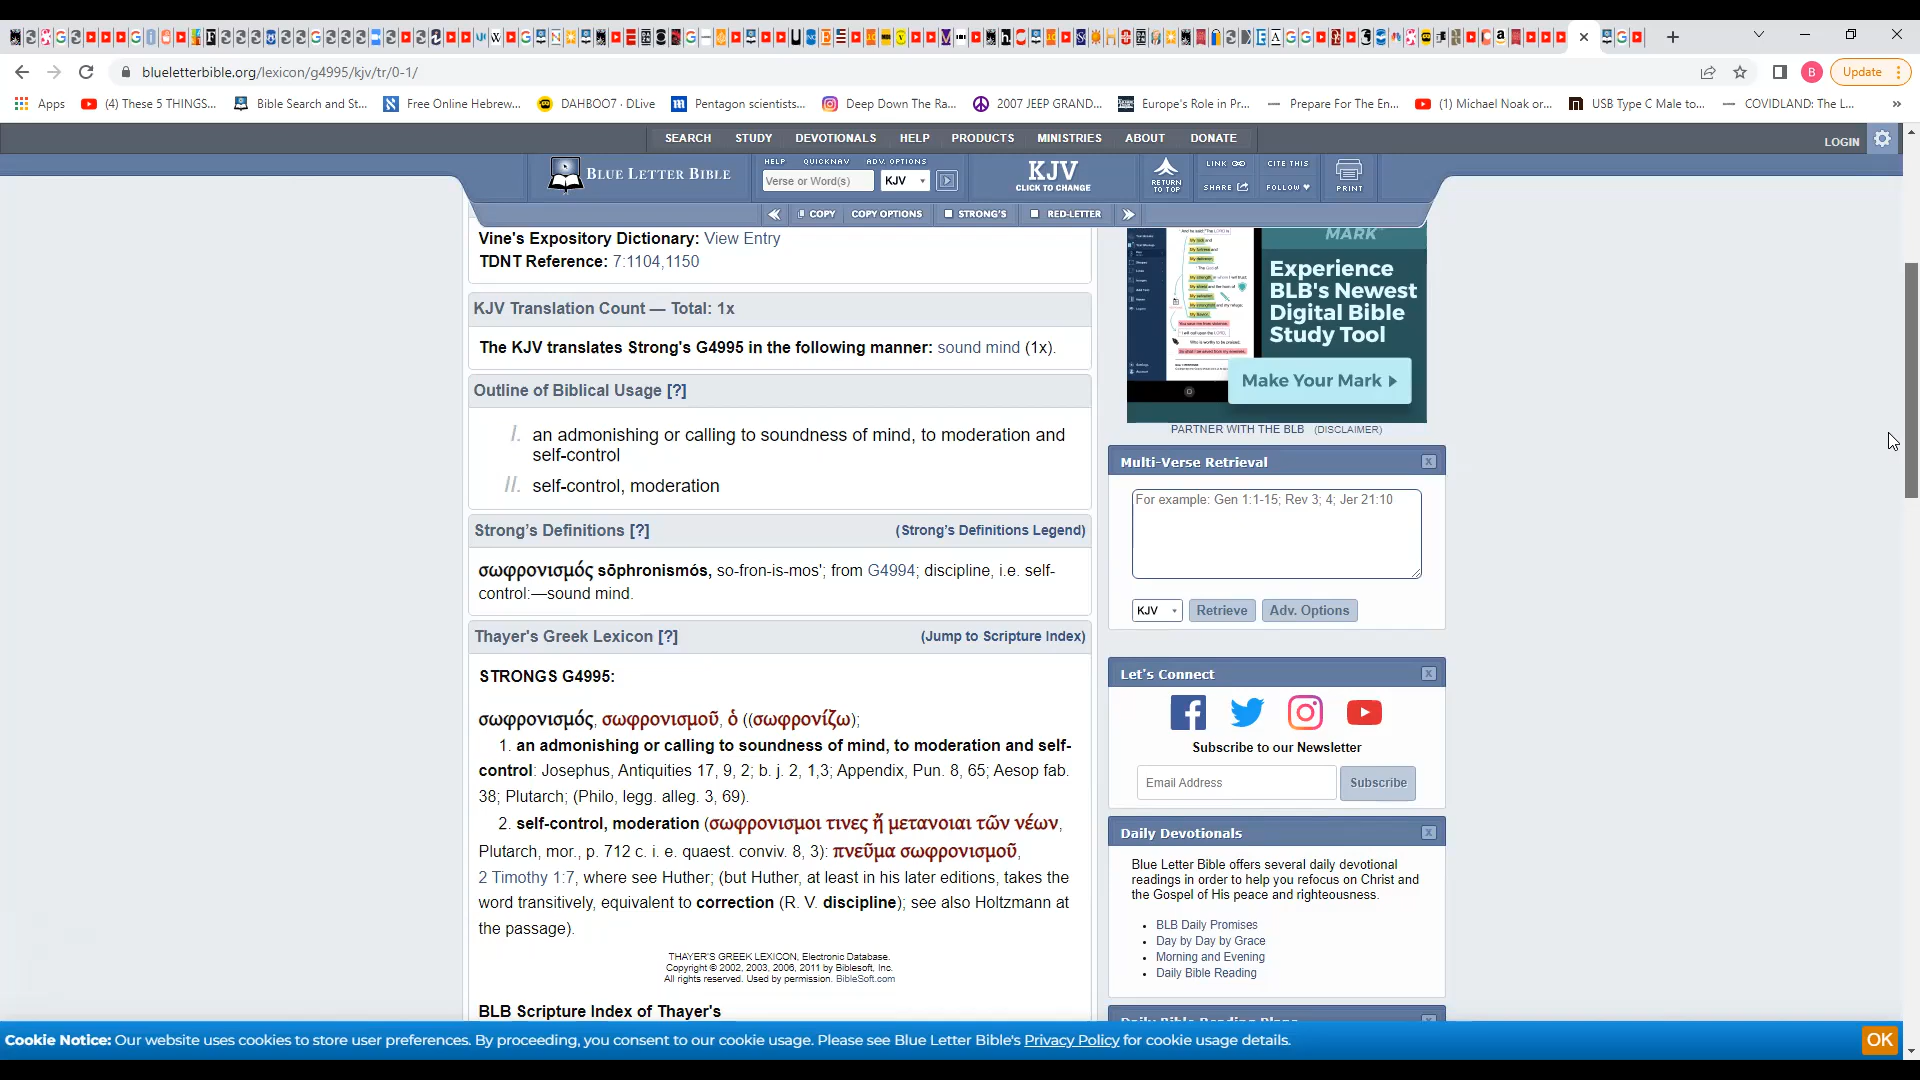 blueletterbible.org/lexicon/g4995/kjv/tr/0-1/
B
Update
Apps
(4) These 5 THINGS...
Bible Search and St...
Free Online Hebrew...
DAHBOO7 · DLive
Pentagon scientists...
Deep Down The Ra...
2007 JEEP GRAND...
Europe's Role in Pr...
Prepare For The En...
(1) Michael Noak or...
USB Type C Male to...
COVIDLAND: The L...
»
SEARCH
STUDY
DEVOTIONALS
HELP
PRODUCTS
MINISTRIES
ABOUT
DONATE
LOGIN
BLUE LETTER BIBLE
HELP
QUICKNAV
ADV. OPTIONS
Verse or Word(s)
KJV
KJV
CLICK TO CHANGE
RETURN
TO TOP
LINK
CITE THIS
SHARE
FOLLOW
PRINT
COPY
COPY OPTIONS
STRONG'S
RED-LETTER
Vine's Expository Dictionary: View Entry
TDNT Reference: 7:1104,1150
KJV Translation Count — Total: 1x
The KJV translates Strong's G4995 in the following manner: sound mind (1x).
Outline of Biblical Usage [?]
I. an admonishing or calling to soundness of mind, to moderation and
self-control
II. self-control, moderation
Strong's Definitions [?]
(Strong's Definitions Legend)
σωφρονισμός sōphronismós, so-fron-is-mos'; from G4994; discipline, i.e. self-
control:—sound mind.
Thayer's Greek Lexicon [?]
(Jump to Scripture Index)
STRONGS G4995:
σωφρονισμός, σωφρονισμοῦ, ὁ ((σωφρονίζω);
1. an admonishing or calling to soundness of mind, to moderation and self-
control: Josephus, Antiquities 17, 9, 2; b. j. 2, 1,3; Appendix, Pun. 8, 65; Aesop fab.
38; Plutarch; (Philo, legg. alleg. 3, 69).
2. self-control, moderation (σωφρονισμοι τινες ἤ μετανοιαι τῶν νέων,
Plutarch, mor., p. 712 c. i. e. quaest. conviv. 8, 3): πνεῦμα σωφρονισμοῦ,
2 Timothy 1:7, where see Huther; (but Huther, at least in his later editions, takes the
word transitively, equivalent to correction (R. V. discipline); see also Holtzmann at
the passage).
THAYER'S GREEK LEXICON, Electronic Database.
Copyright © 2002, 2003, 2006, 2011 by Biblesoft, Inc.
All rights reserved. Used by permission. BibleSoft.com
BLB Scripture Index of Thayer's
MARK
Experience
BLB's Newest
Digital Bible
Study Tool
Make Your Mark
PARTNER WITH THE BLB (DISCLAIMER)
Multi-Verse Retrieval
For example: Gen 1:1-15; Rev 3; 4; Jer 21:10
KJV
Retrieve
Adv. Options
Let's Connect
Subscribe to our Newsletter
Email Address
Subscribe
Daily Devotionals
Blue Letter Bible offers several daily devotional
readings in order to help you refocus on Christ and
the Gospel of His peace and righteousness.
BLB Daily Promises
Day by Day by Grace
Morning and Evening
Daily Bible Reading
Cookie Notice: Our website uses cookies to store user preferences. By proceeding, you consent to our cookie usage. Please see Blue Letter Bible's Privacy Policy for cookie usage details.
OK